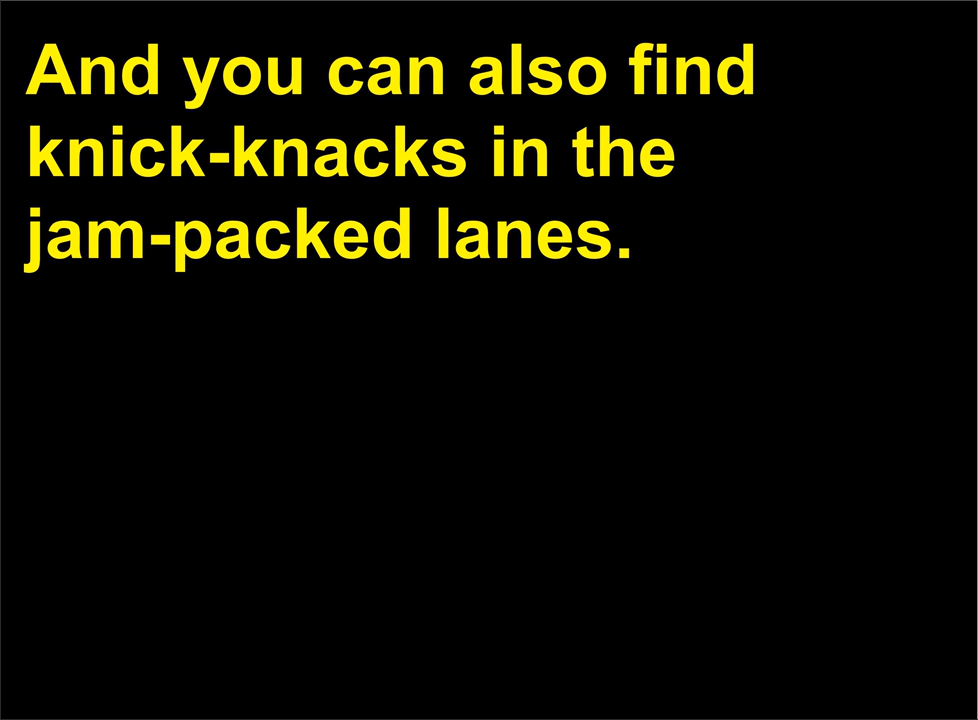 And you can also find
knick-knacks in the
jam-packed lanes.